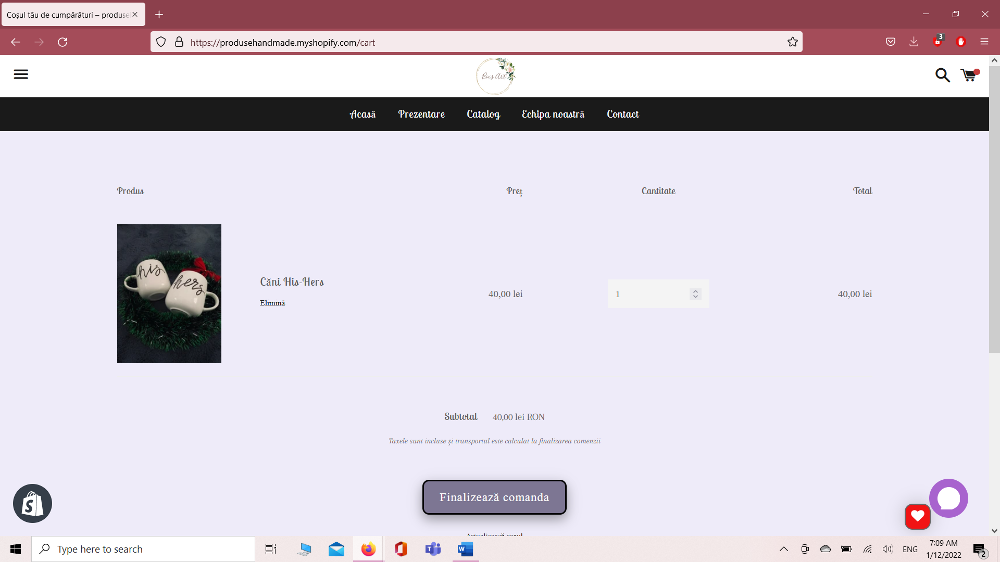 Coșul tău de cumpărături – produse
https://produsehandmade.myshopify.com/cart
3
Bia's Art
Acasă Prezentare Catalog Echipa noastră Contact
Produs Preț Cantitate Total
his
hers
Căni His-Hers
Elimină
40,00 lei 1 40,00 lei
Subtotal 40,00 lei RON
Taxele sunt incluse și transportul este calculat la finalizarea comenzii
Finalizează comanda
Actualizează coșul
Type here to search
ENG
7:09 AM
1/12/2022
2